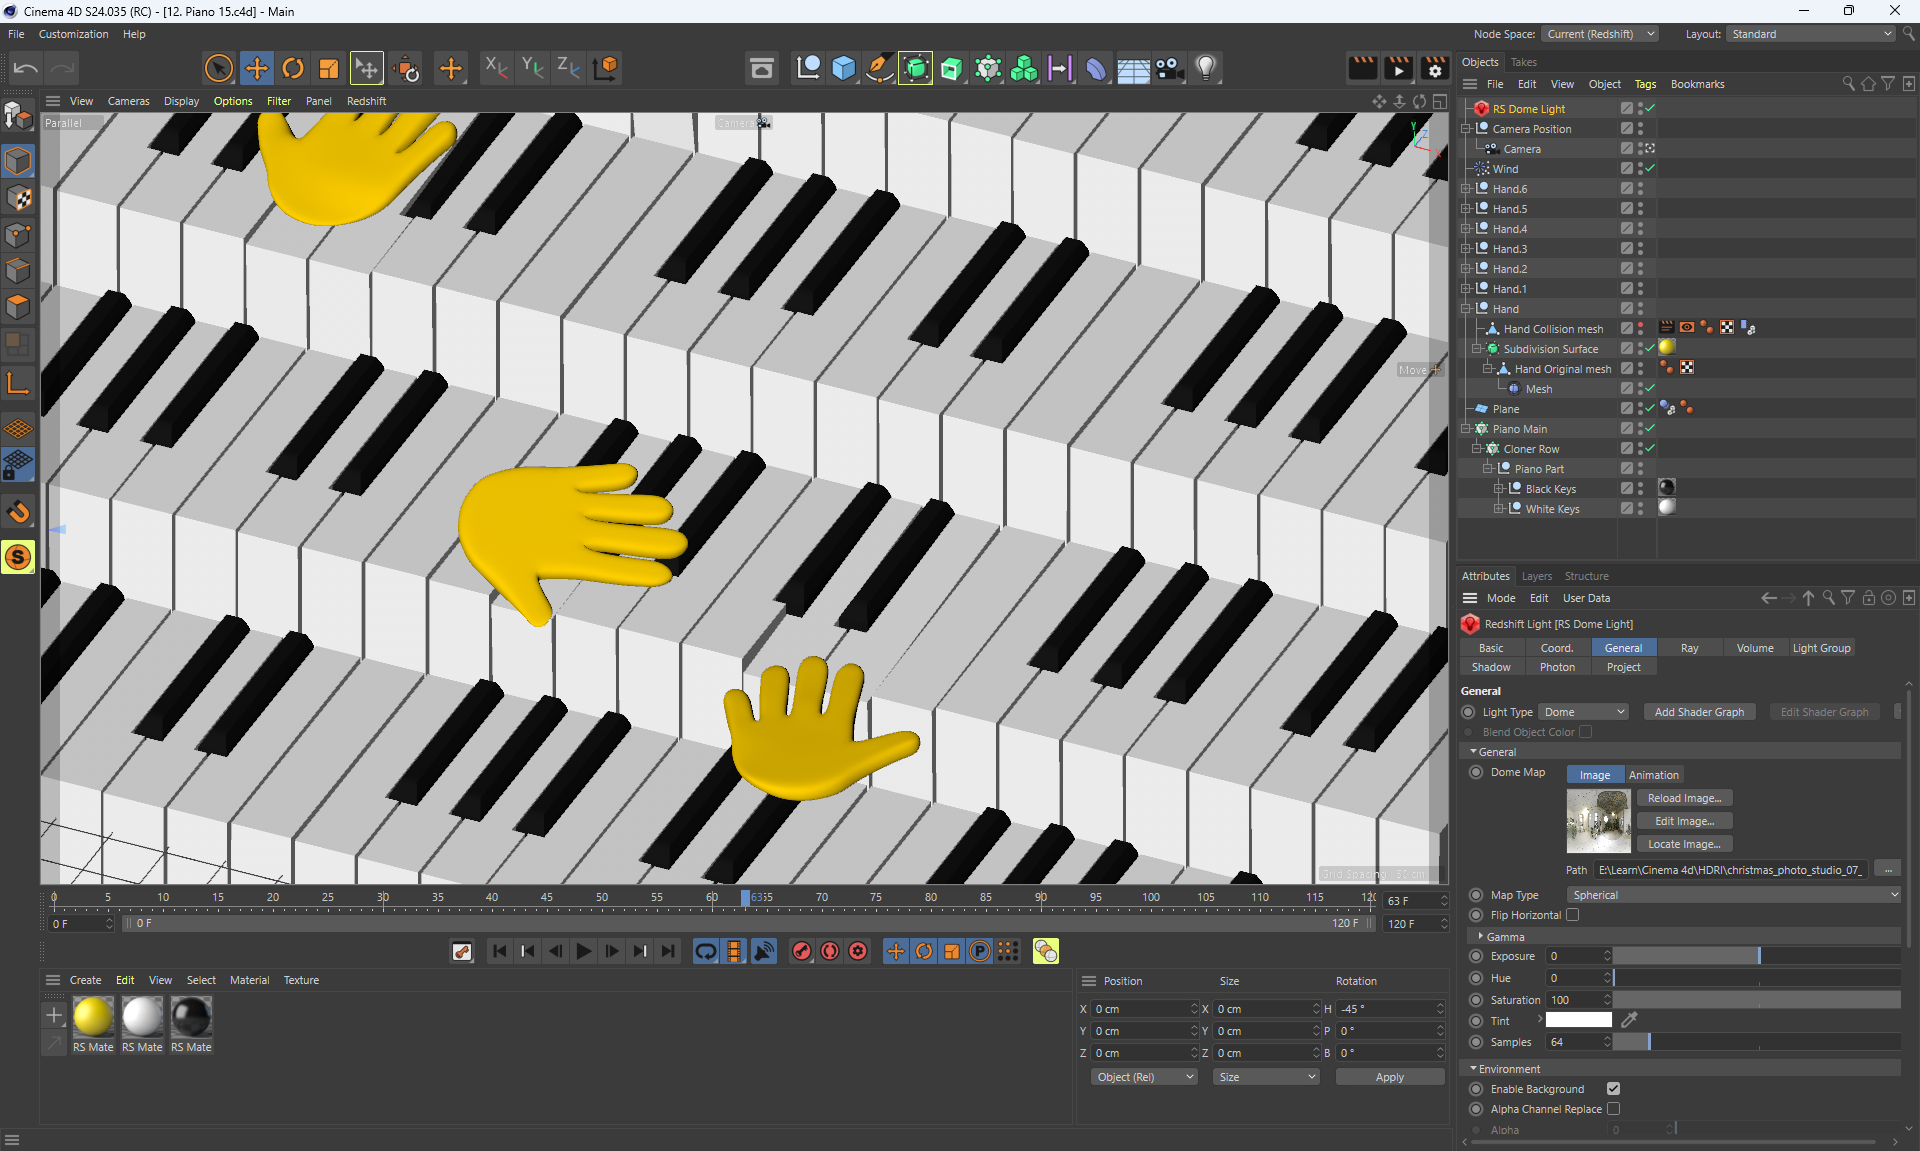 Cinema 4D S24.035 (RC) - [12. Piano 15.c4d] - Main
File Customization Help
Node Space: Current (Redshift) Layout: Standard
View Cameras Display Options Filter Panel Redshift
Parallel
Camera
Move
Objects Takes
File Edit View Object Tags Bookmarks
RS Dome Light
Camera Position
Camera
Wind
Hand.6
Hand.5
Hand.4
Hand.3
Hand.2
Hand.1
Hand
Hand Collision mesh
Subdivision Surface
Hand Original mesh
Mesh
Plane
Piano Main
Cloner Row
Piano Part
Black Keys
White Keys
Attributes Layers Structure
Mode Edit User Data
Redshift Light [RS Dome Light]
Basic Coord. General Ray Volume Light Group
Shadow Photon Project
General
Light Type Dome Add Shader Graph Edit Shader Graph
Blend Object Color
General
Dome Map Image Animation
Reload Image...
Edit Image...
Locate Image...
Path E:\Learn\Cinema 4d\HDRI\christmas_photo_studio_07_ ...
Map Type Spherical
Flip Horizontal
Gamma
Exposure 0
Hue 0
Saturation 100
Tint
Samples 64
Environment
Enable Background
Alpha Channel Replace
Alpha 0
Grid Spacing : 50 cm
0 5 10 15 20 25 30 35 40 45 50 55 60 6365 70 75 80 85 90 95 100 105 110 115 120
63 F
0 F 0 F 120 F 120 F
Create Edit View Select Material Texture
RS Mate RS Mate RS Mate
Position Size Rotation
X 0 cm X 0 cm H -45 °
Y 0 cm Y 0 cm P 0 °
Z 0 cm Z 0 cm B 0 °
Object (Rel) Size Apply